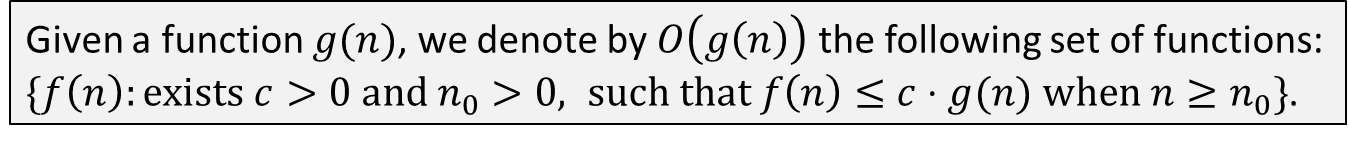 Given a function g(n), we denote by O(g(n)) the following set of functions:
{f(n): exists c > 0 and n₀ > 0, such that f(n) ≤ c · g(n) when n ≥ n₀}.